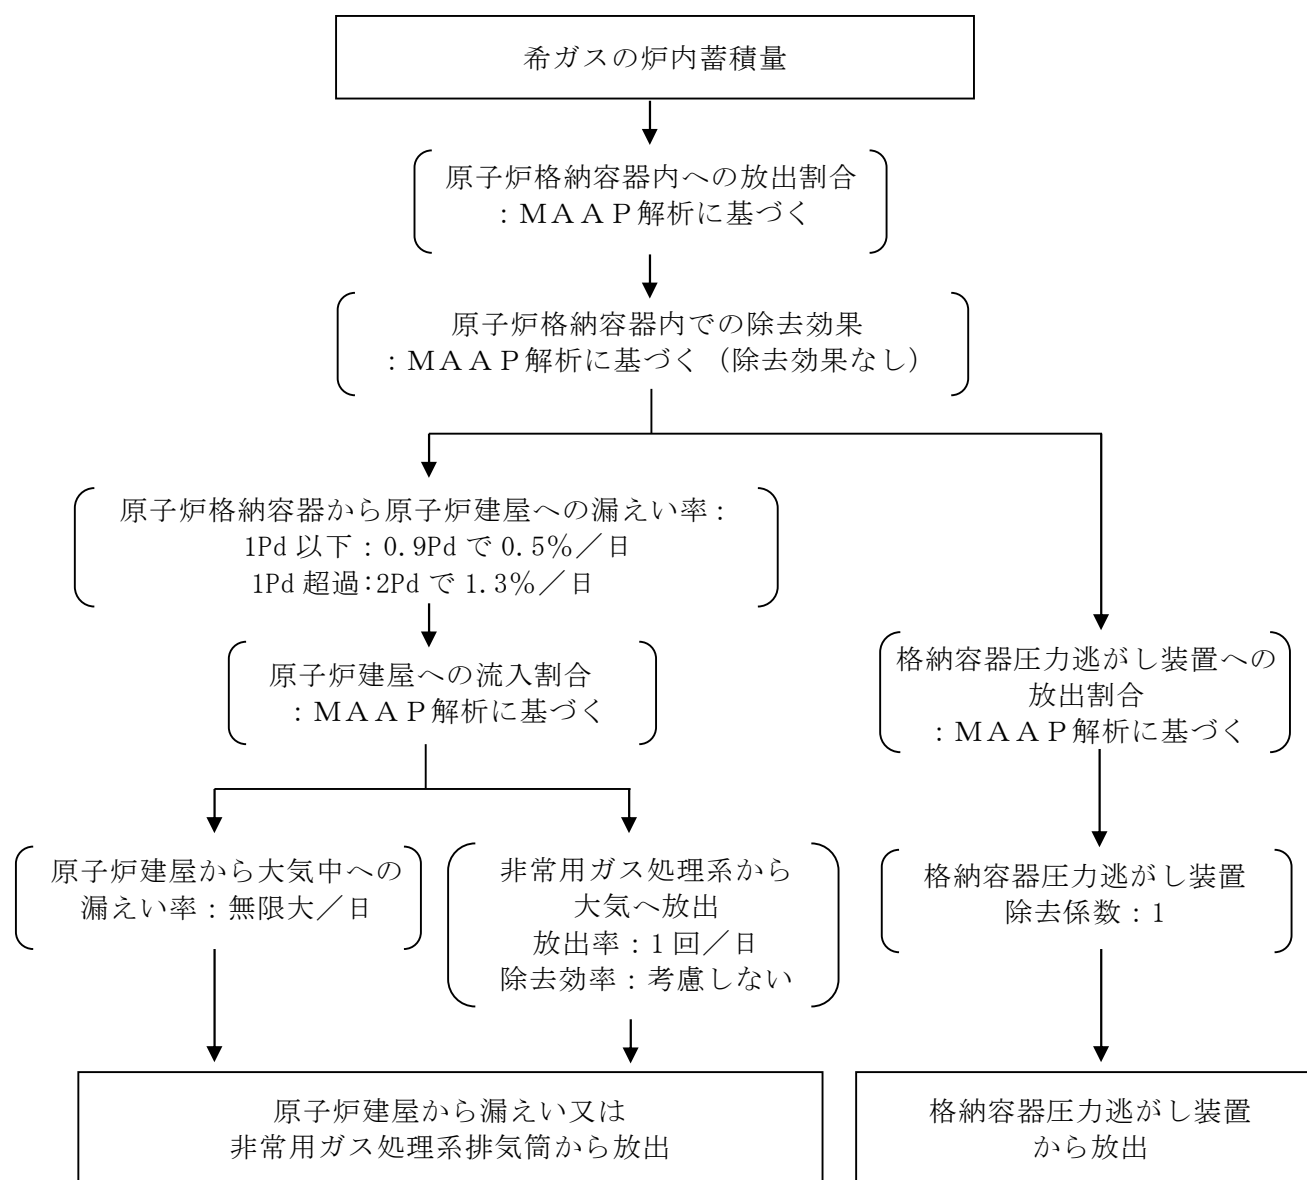 希ガスの炉内蓄積量
原子炉格納容器内への放出割合
：ＭＡＡＰ解析に基づく
原子炉格納容器内での除去効果
：ＭＡＡＰ解析に基づく（除去効果なし）
原子炉格納容器から原子炉建屋への漏えい率：
1Pd 以下：0.9Pd で 0.5％／日
1Pd 超過：2Pd で 1.3％／日
原子炉建屋への流入割合
：ＭＡＡＰ解析に基づく
格納容器圧力逃がし装置への
放出割合
：ＭＡＡＰ解析に基づく
原子炉建屋から大気中への
漏えい率：無限大／日
非常用ガス処理系から
大気へ放出
放出率：1 回／日
除去効率：考慮しない
格納容器圧力逃がし装置
除去係数：1
原子炉建屋から漏えい又は
非常用ガス処理系排気筒から放出
格納容器圧力逃がし装置
から放出